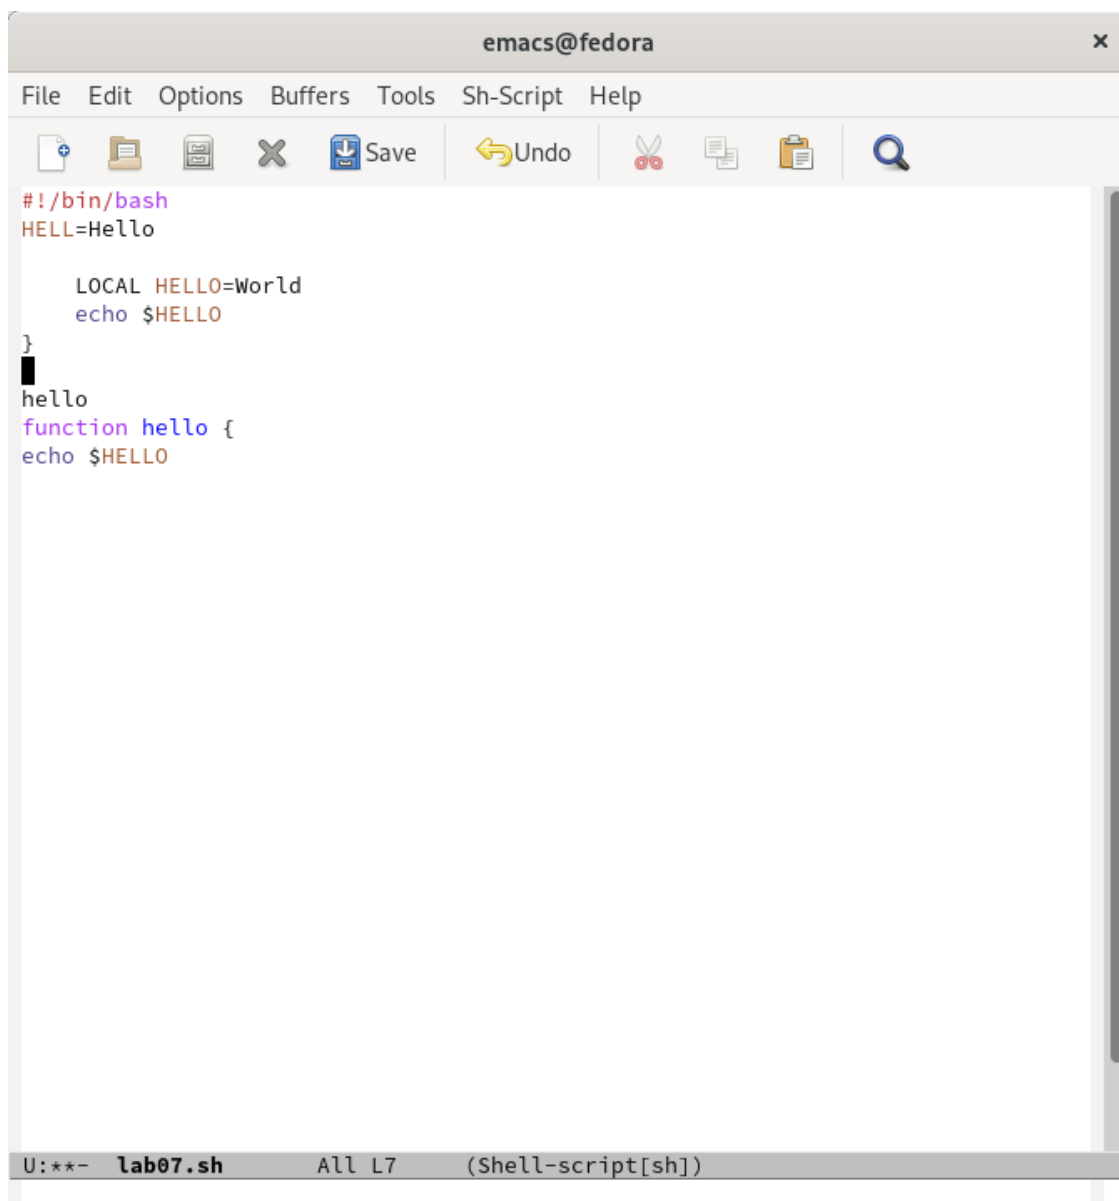 emacs@fedora
File Edit Options Buffers Tools Sh-Script Help
Save Undo
#!/bin/bash
HELL=Hello
    LOCAL HELLO=World
    echo $HELLO
}
hello
function hello {
echo $HELLO
U:**-  lab07.sh       All L7     (Shell-script[sh])